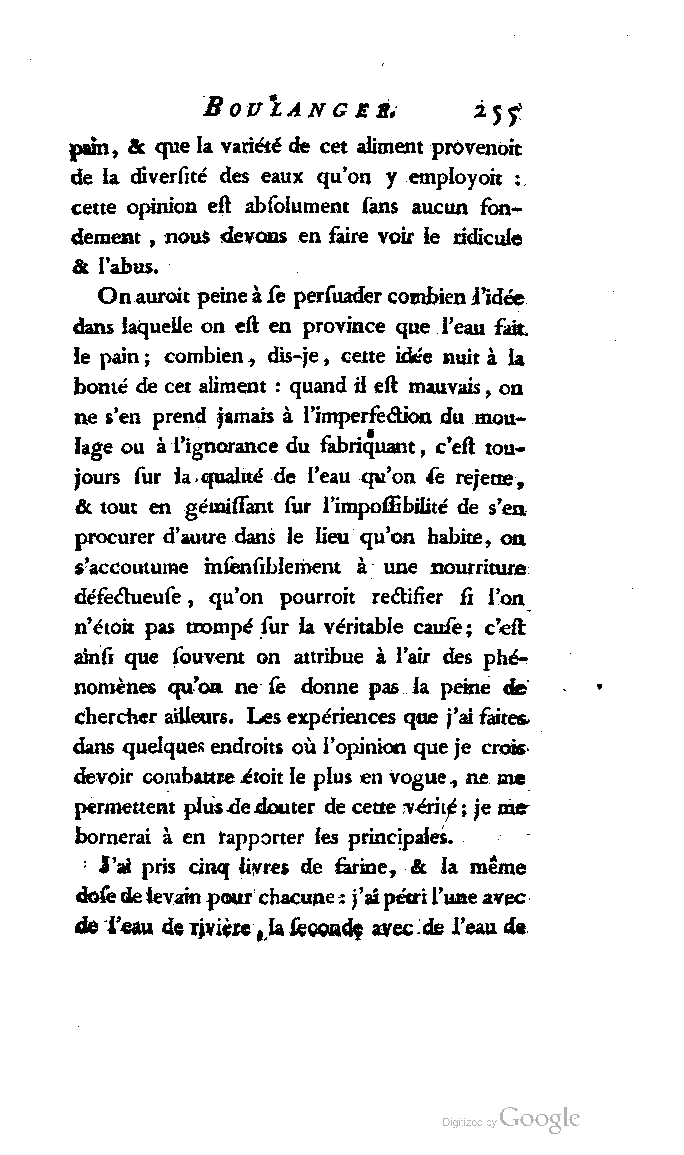 BOULANGER. 255
pain, & que la variété de cet aliment provenoit
de la diverſité des eaux qu'on y employoit :
cette opinion eſt abſolument ſans aucun fon-
dement, nous devons en faire voir le ridicule
& l'abus.
On auroit peine à ſe perſuader combien l'idée
dans laquelle on eſt en province que l'eau fait
le pain; combien, dis-je, cette idée nuit à la
bonté de cet aliment : quand il eſt mauvais, on
ne s'en prend jamais à l'imperfection du mou-
lage ou à l'ignorance du fabriquant, c'eſt tou-
jours ſur la qualité de l'eau qu'on ſe rejette,
& tout en gémiſſant ſur l'impoſſibilité de s'en
procurer d'autre dans le lieu qu'on habite, on
s'accoutume inſenſiblement à une nourriture
défectueuſe, qu'on pourroit rectifier ſi l'on
n'étoit pas trompé ſur la véritable cauſe; c'eſt
ainſi que ſouvent on attribue à l'air des phé-
nomènes qu'on ne ſe donne pas la peine de
chercher ailleurs. Les expériences que j'ai faites
dans quelques endroits où l'opinion que je crois
devoir combattre étoit le plus en vogue, ne me
permettent plus de douter de cette vérité; je me
bornerai à en rapporter les principales.
J'ai pris cinq livres de farine, & la même
doſe de levain pour chacune : j'ai pétri l'une avec
de l'eau de rivière, la ſeconde avec de l'eau de
Digitized by Google